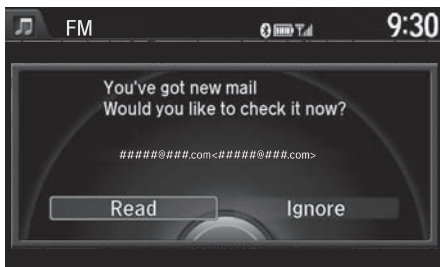 FM
9:30
You've got new mail
Would you like to check it now?
#####@###.com<#####@###.com>
Read
Ignore